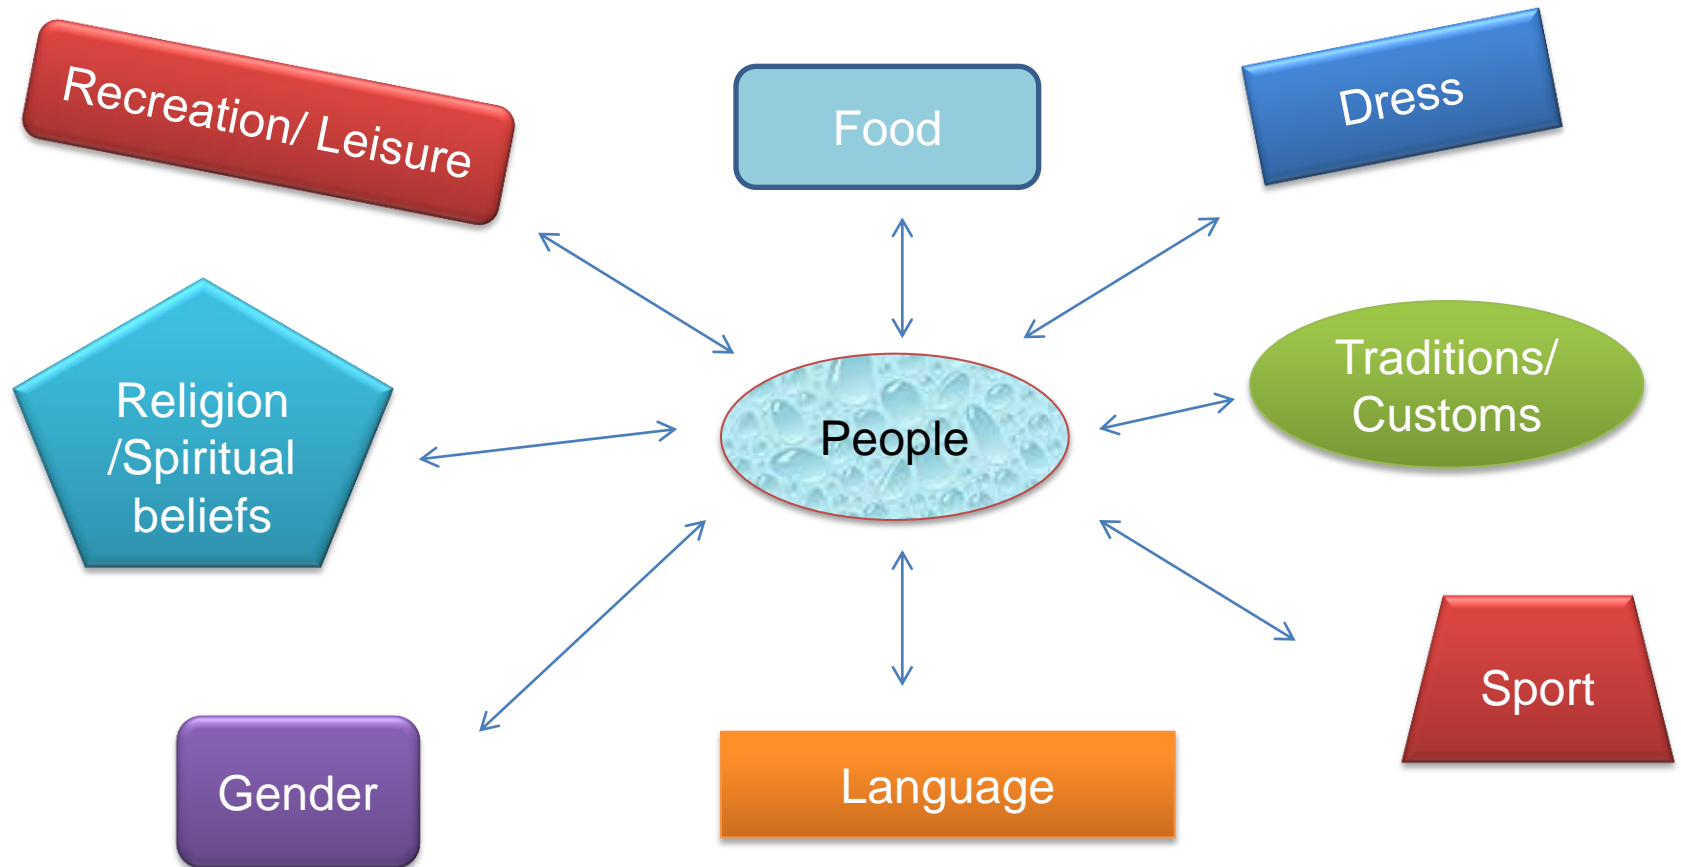 Recreation/ Leisure
Food
Dress
Religion
/Spiritual
beliefs
People
Traditions/
Customs
Gender
Language
Sport